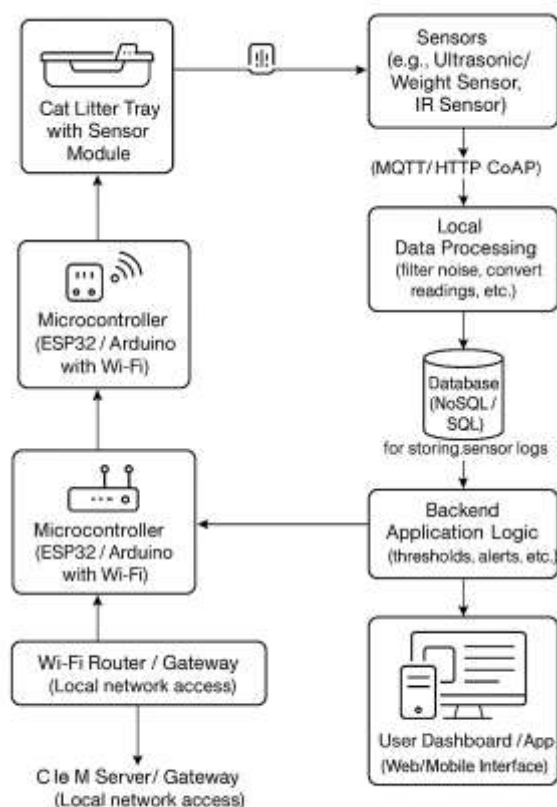 Cat Litter Tray
with Sensor
Module
Sensors
(e.g., Ultrasonic/
Weight Sensor,
IR Sensor)
(MQTT/HTTP CoAP)
Local
Data Processing
(filter noise, convert
readings, etc.)
Microcontroller
(ESP32 / Arduino
with Wi-Fi)
Database
(NoSQL /
SQL)
for storing.sensor logs
Microcontroller
(ESP32 / Arduino
with Wi-Fi)
Backend
Application Logic
(thresholds, alerts, etc.)
Wi-Fi Router / Gateway
(Local network access)
User Dashboard / App
(Web/Mobile Interface)
C le M Server/ Gateway
(Local network access)